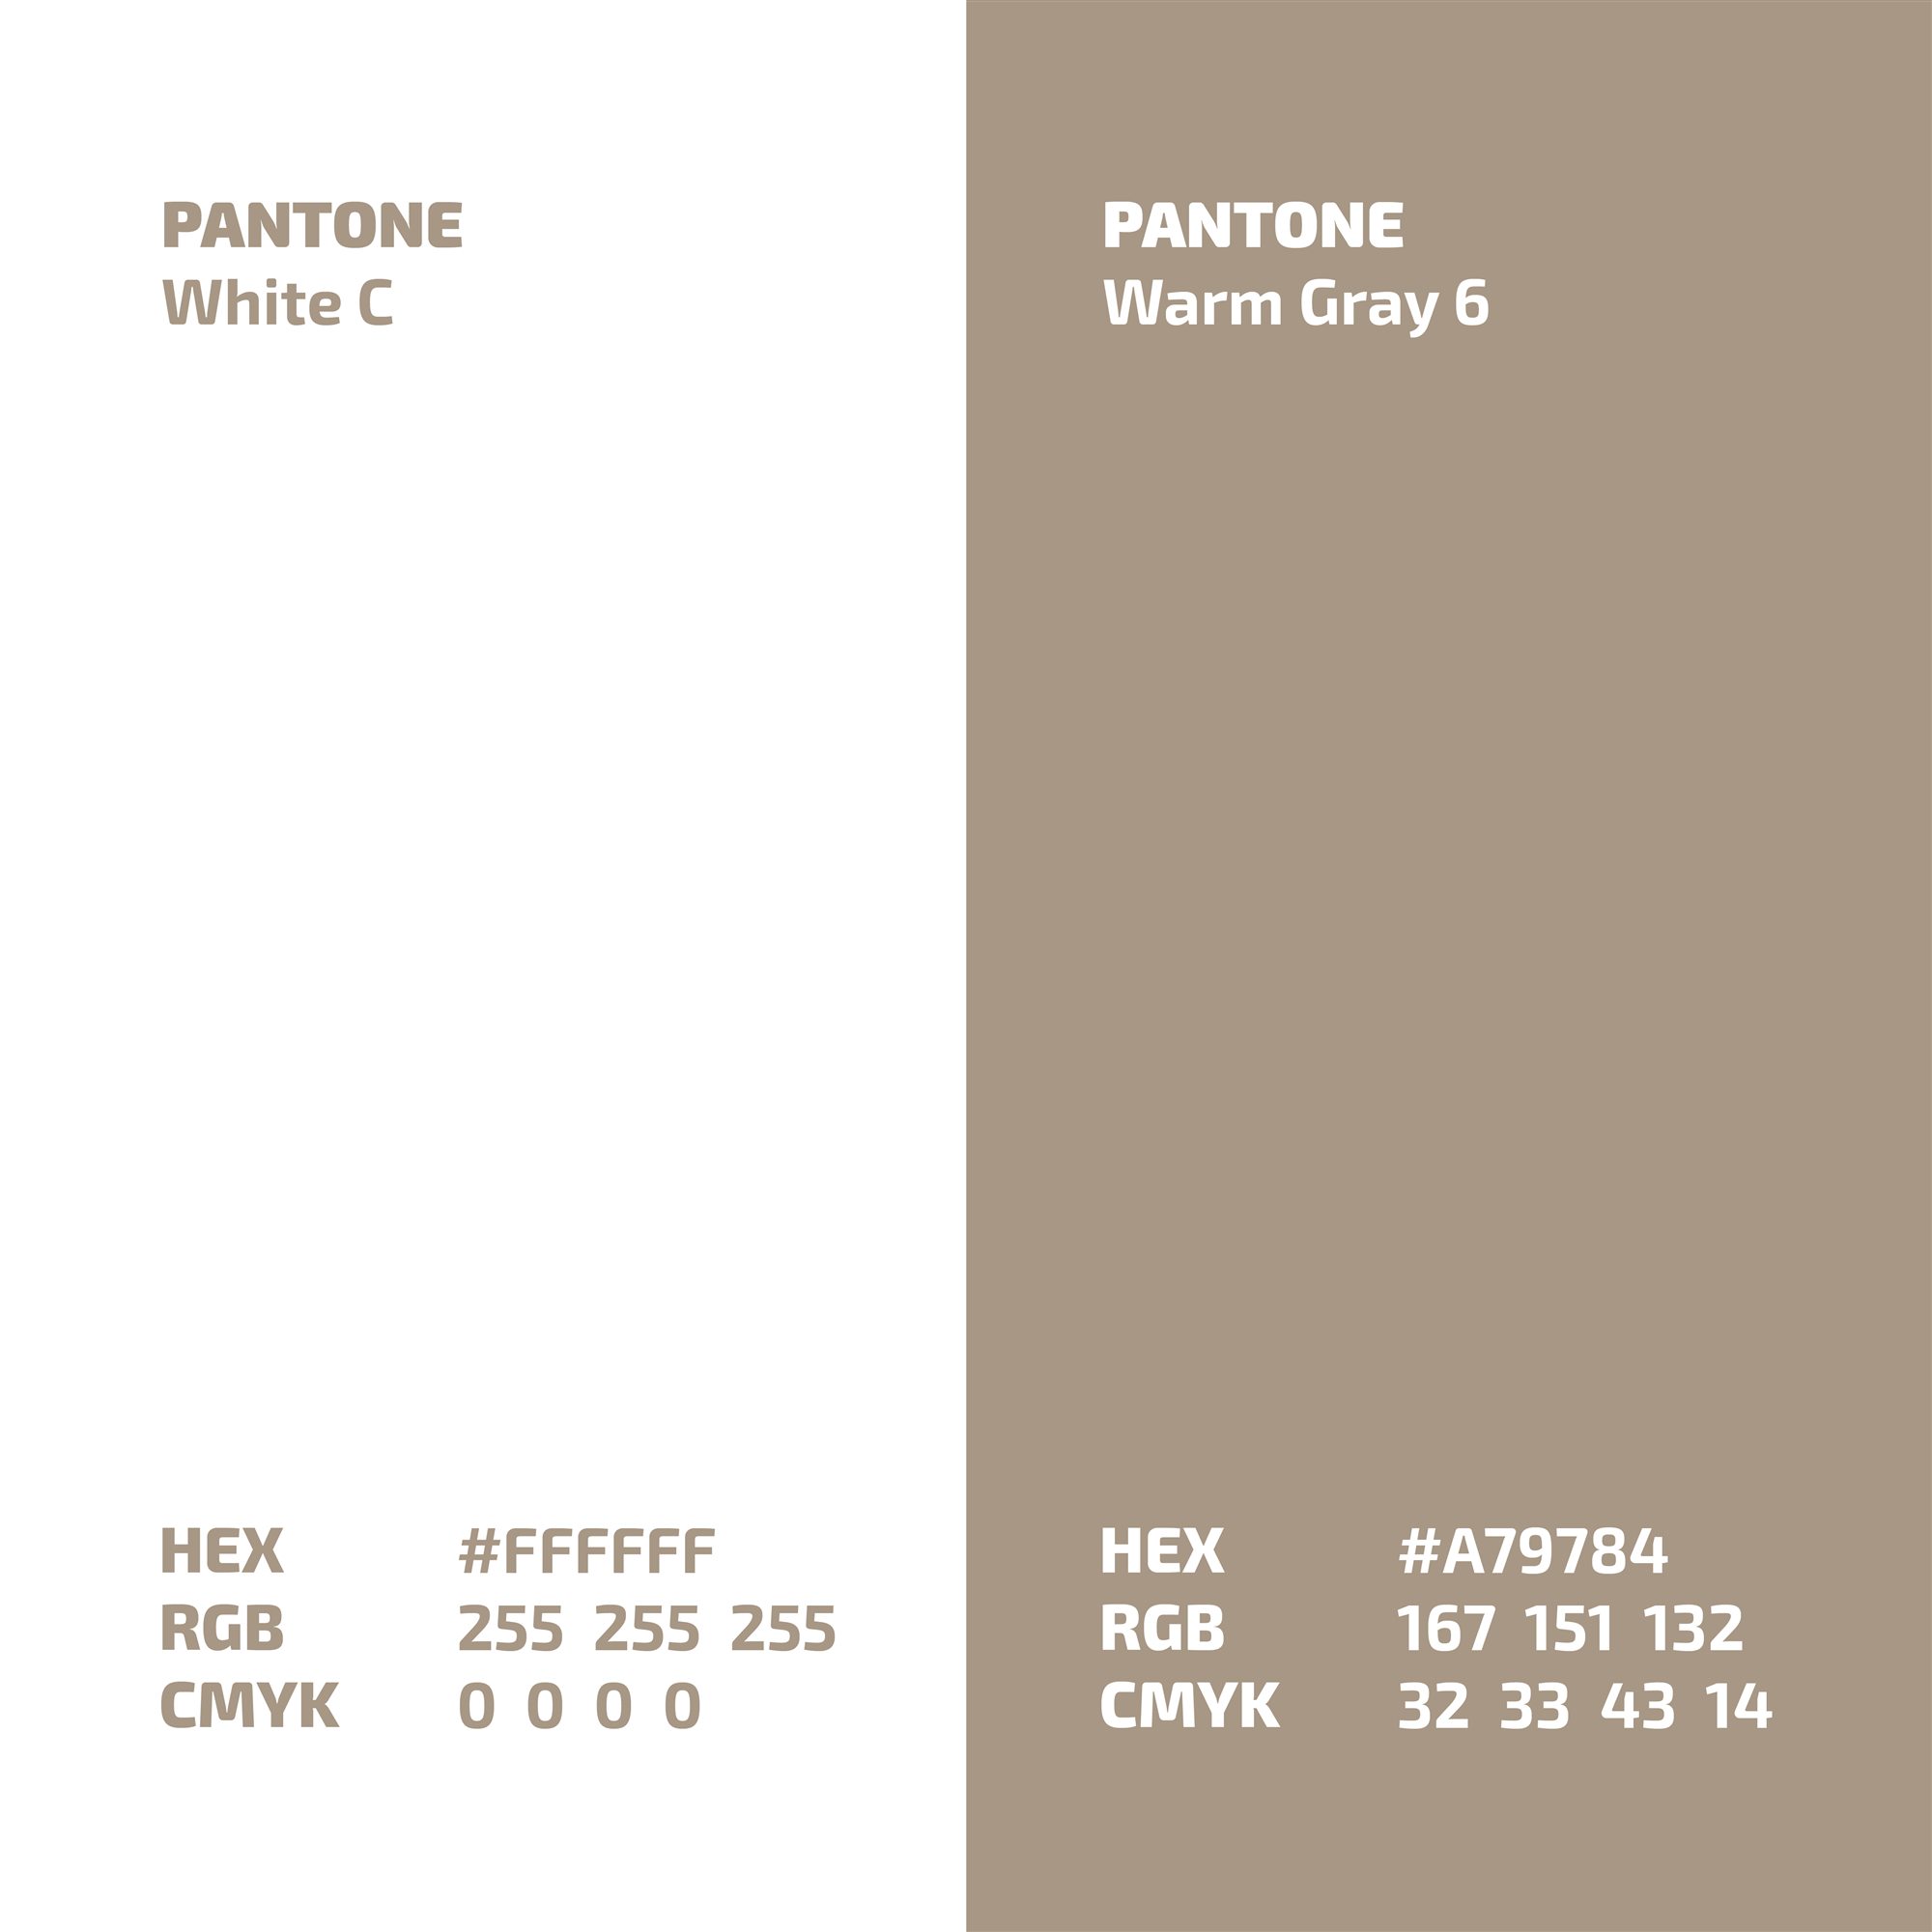 PANTONE
White C
HEX #FFFFFF
RGB 255 255 255
CMYK 0 0 0 0
PANTONE
Warm Gray 6
HEX #A79784
RGB 167 151 132
CMYK 32 33 43 14